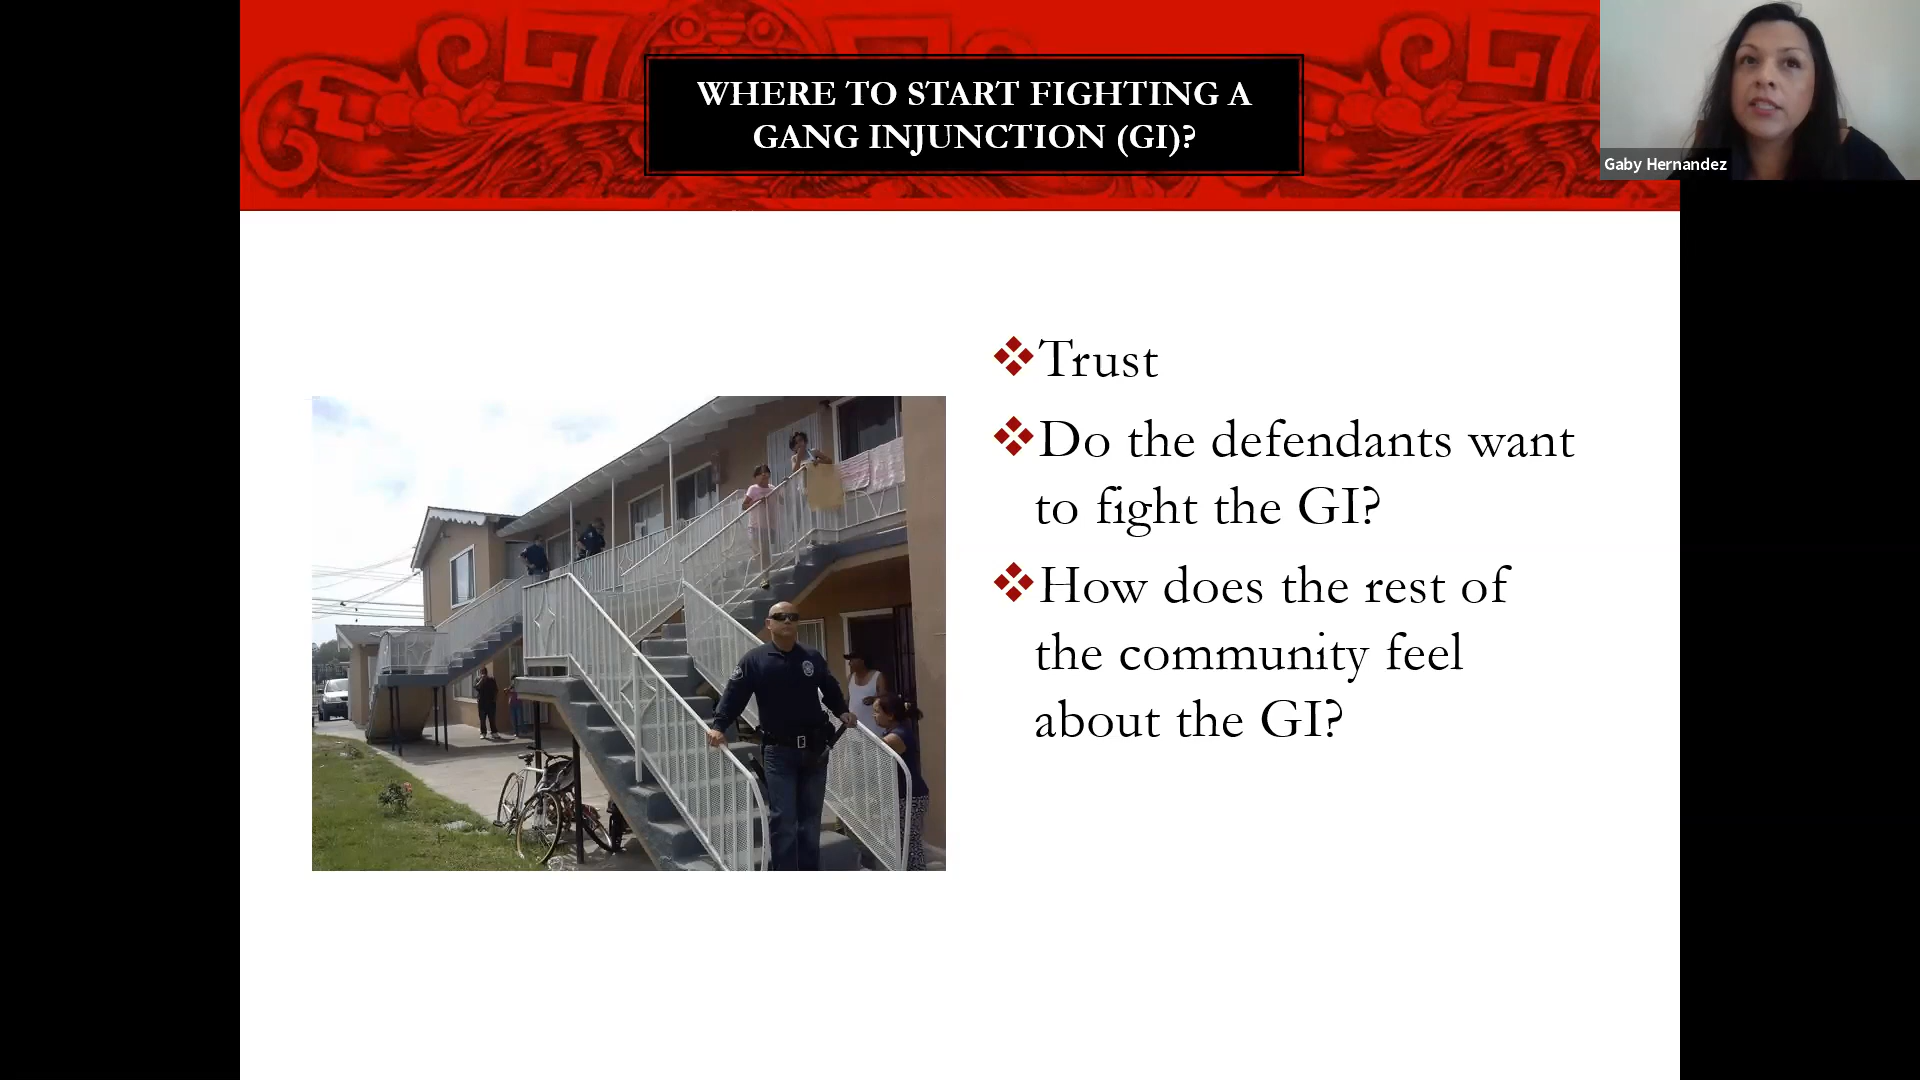 WHERE TO START FIGHTING A
GANG INJUNCTION (GI)?
Gaby Hernandez
❖Trust
❖Do the defendants want
to fight the GI?
❖How does the rest of
the community feel
about the GI?